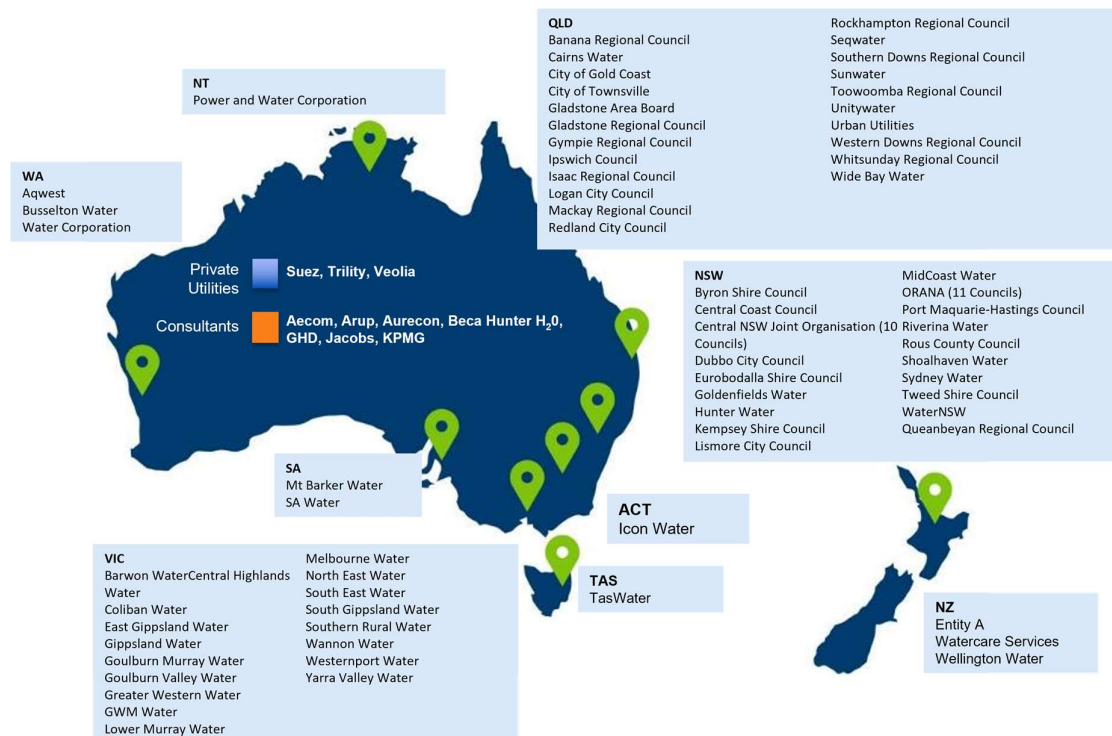 NT
Power and Water Corporation
WA
Aqwest
Busselton Water
Water Corporation
QLD
Banana Regional Council
Cairns Water
City of Gold Coast
City of Townsville
Gladstone Area Board
Gladstone Regional Council
Gympie Regional Council
Ipswich Council
Isaac Regional Council
Logan City Council
Mackay Regional Council
Redland City Council
Rockhampton Regional Council
Seqwater
Southern Downs Regional Council
Sunwater
Toowoomba Regional Council
Unitywater
Urban Utilities
Western Downs Regional Council
Whitsunday Regional Council
Wide Bay Water
Private
Utilities
Suez, Trility, Veolia
Consultants
Aecom, Arup, Aurecon, Beca Hunter H₂0,
GHD, Jacobs, KPMG
NSW
Byron Shire Council
Central Coast Council
Central NSW Joint Organisation (10
Councils)
Dubbo City Council
Eurobodalla Shire Council
Goldenfields Water
Hunter Water
Kempsey Shire Council
Lismore City Council
MidCoast Water
ORANA (11 Councils)
Port Maquarie-Hastings Council
Riverina Water
Rous County Council
Shoalhaven Water
Sydney Water
Tweed Shire Council
WaterNSW
Queanbeyan Regional Council
SA
Mt Barker Water
SA Water
ACT
Icon Water
VIC
Barwon WaterCentral Highlands
Water
Coliban Water
East Gippsland Water
Gippsland Water
Goulburn Murray Water
Goulburn Valley Water
Greater Western Water
GWM Water
Lower Murray Water
Melbourne Water
North East Water
South East Water
South Gippsland Water
Southern Rural Water
Wannon Water
Westernport Water
Yarra Valley Water
TAS
TasWater
NZ
Entity A
Watercare Services
Wellington Water